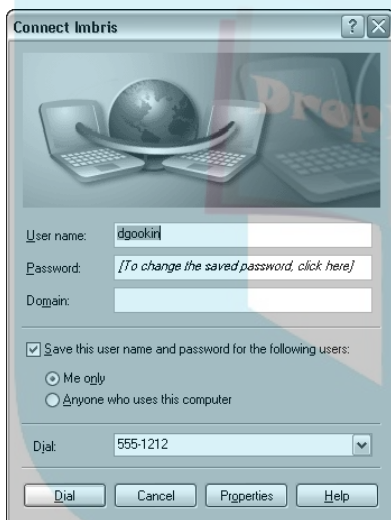 Connect Imbris
Drop
User name: dgookin
Password: [To change the saved password, click here]
Domain:
Save this user name and password for the following users:
Me only
Anyone who uses this computer
Dial: 555-1212
Dial Cancel Properties Help